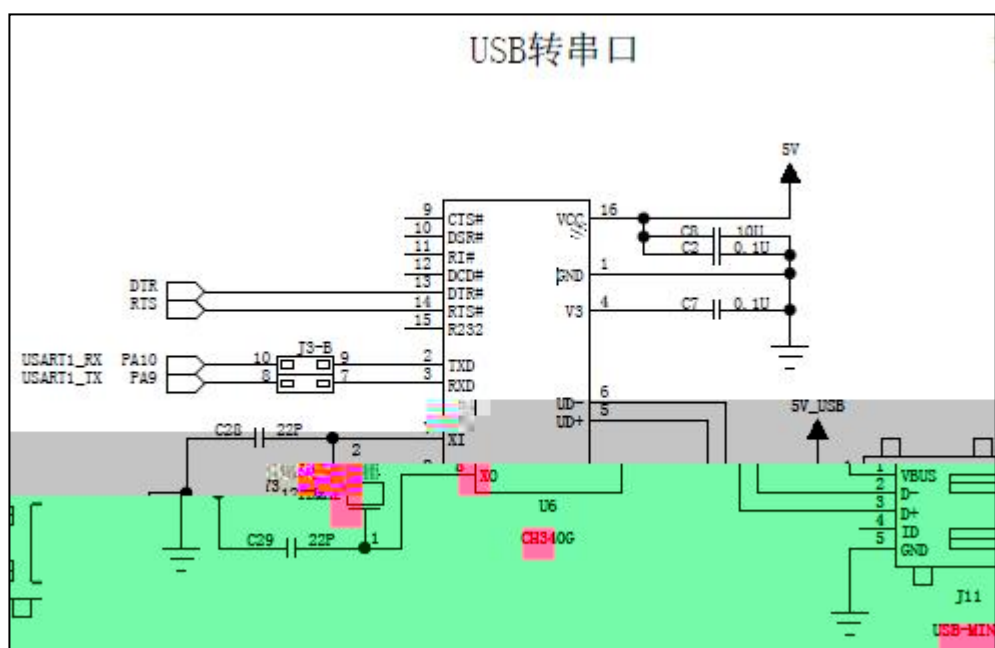 USB转串口
5V
9 CTS#
10 DSR#
11 RI#
12 DCD#
13 DTR#
14 RTS#
15 R232
DTR
RTS
VCC 16
C8 10U
C2 0.1U
GND 1
V3 4
C7 0.1U
J3-B
USART1_RX PA10 10 9 2 TXD
USART1_TX PA9 8 7 3 RXD
UD- 6
UD+ 5
5V_USB
C28 22P 2
XI
XO
1 VBUS
2 D-
3 D+
4 ID
5 GND
U6
CH340G
C29 22P 1
J11
USB-MIN